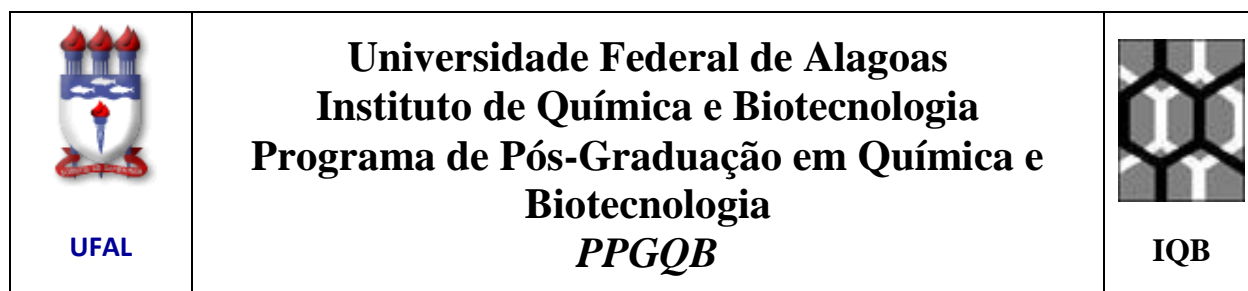 Universidade Federal de Alagoas
Instituto de Química e Biotecnologia
Programa de Pós-Graduação em Química e
Biotecnologia
PPGQB
UFAL
IQB